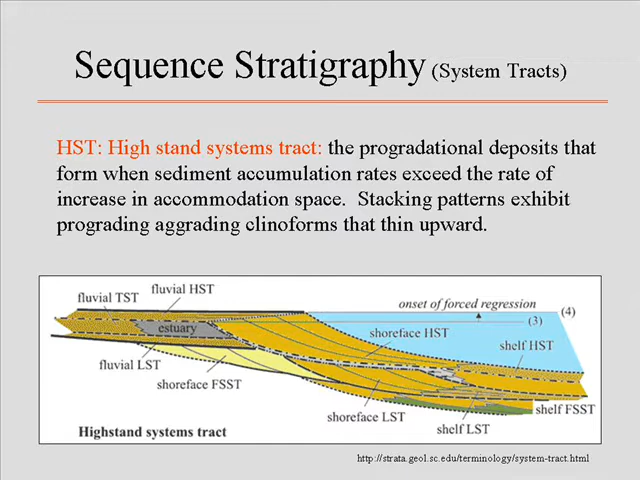 Sequence Stratigraphy (System Tracts)
HST: High stand systems tract: the progradational deposits that
form when sediment accumulation rates exceed the rate of
increase in accommodation space. Stacking patterns exhibit
prograding aggrading clinoforms that thin upward.
fluvial HST
fluvial TST
onset of forced regression
(4)
(3)
estuary
shoreface HST
shelf HST
fluvial LST
shoreface FSST
shelf FSST
shoreface LST
shelf LST
Highstand systems tract
http://strata.geol.sc.edu/terminology/system-tract.html